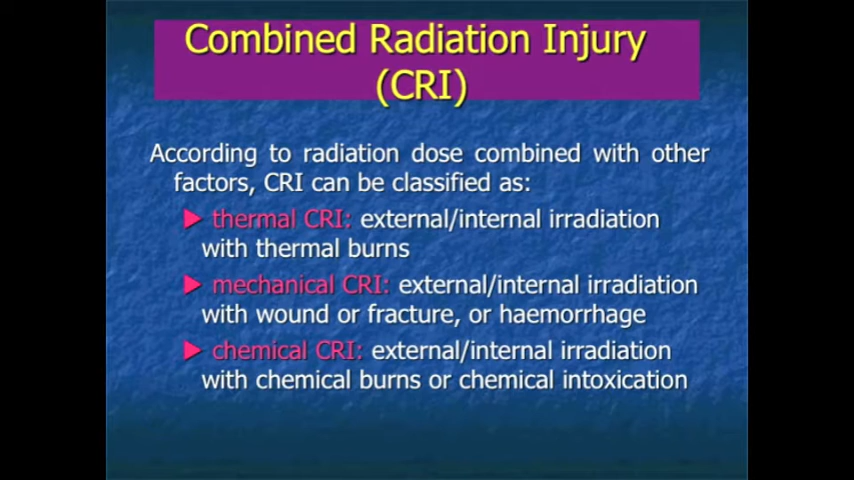 Combined Radiation Injury
(CRI)
According to radiation dose combined with other
factors, CRI can be classified as:
thermal CRI: external/internal irradiation
with thermal burns
mechanical CRI: external/internal irradiation
with wound or fracture, or haemorrhage
chemical CRI: external/internal irradiation
with chemical burns or chemical intoxication